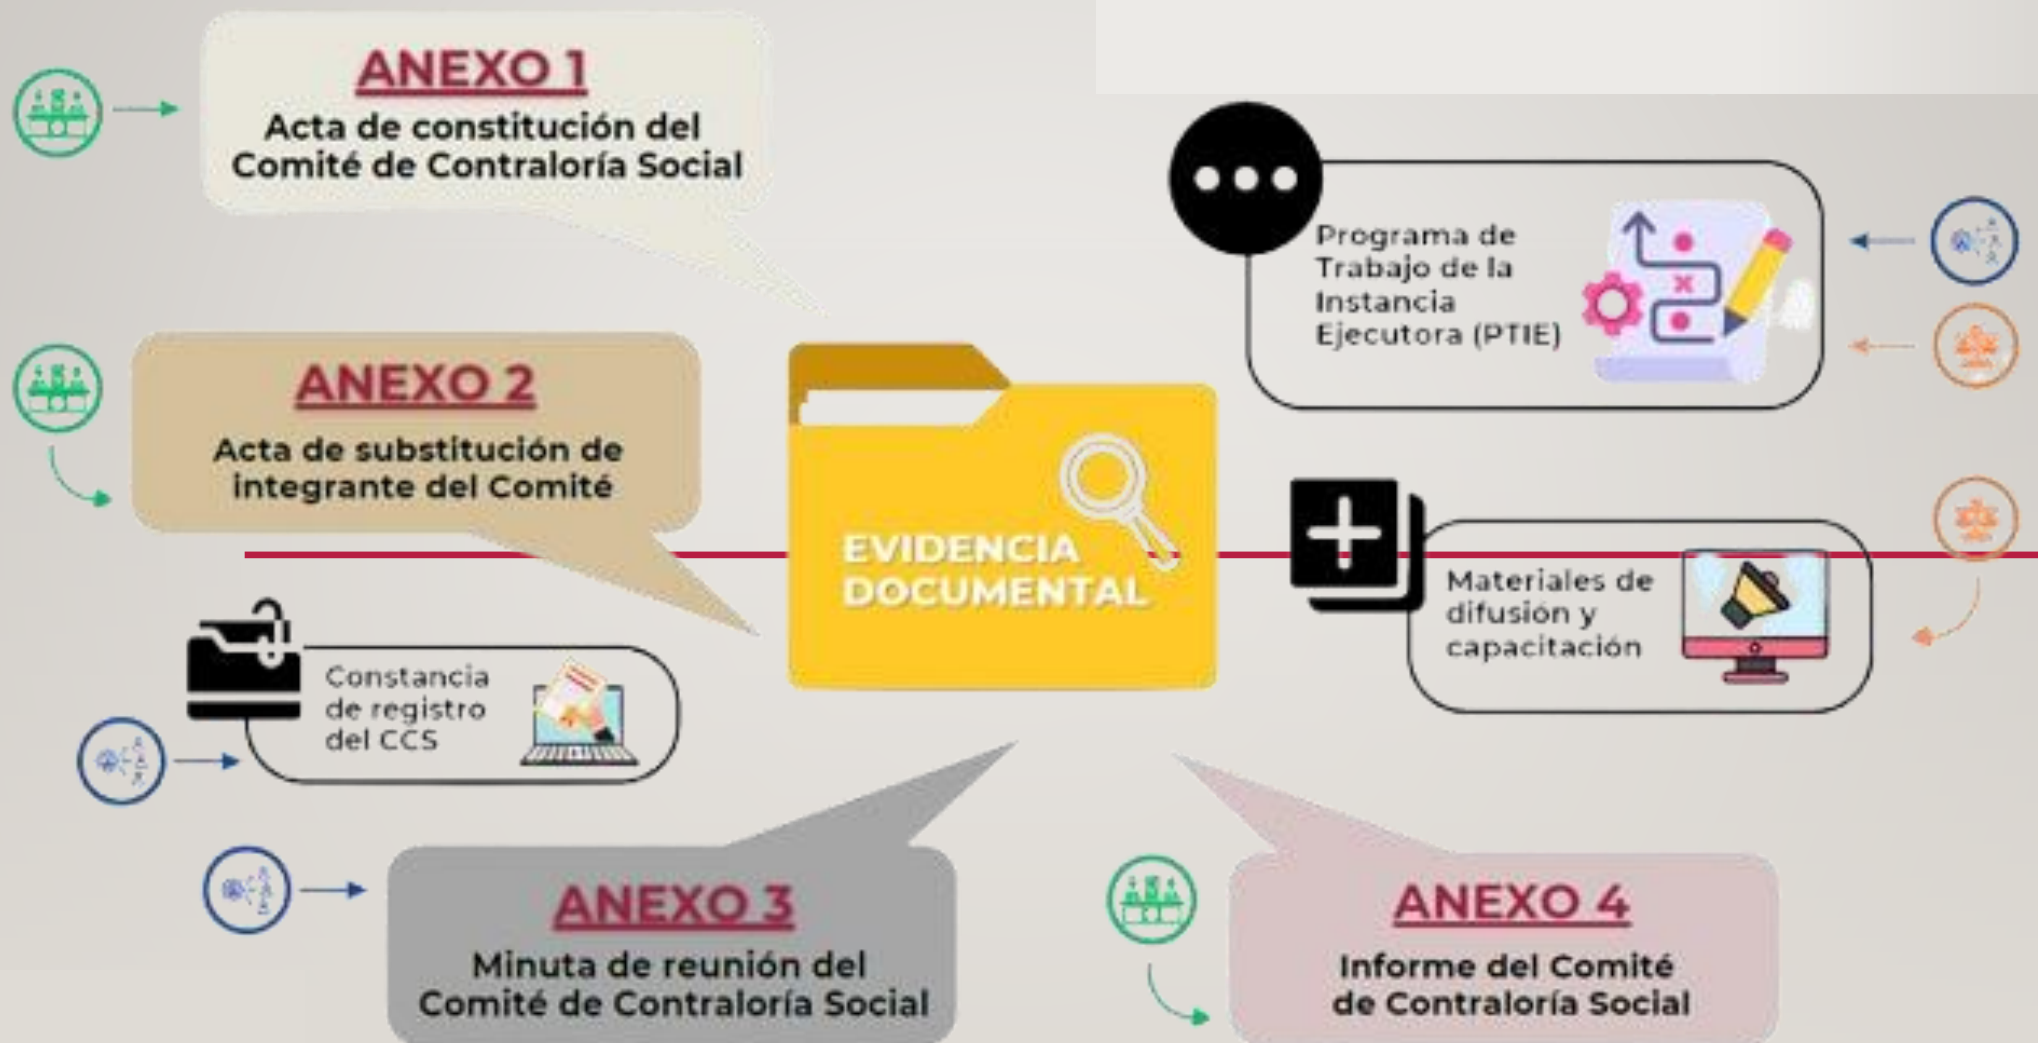 ANEXO 1
Acta de constitución del
Comité de Contraloría Social
Programa de
Trabajo de la
Instancia
Ejecutora (PTIE)
ANEXO 2
Acta de substitución de
integrante del Comité
EVIDENCIA
DOCUMENTAL
Materiales de
difusión y
capacitación
Constancia
de registro
del CCS
ANEXO 3
Minuta de reunión del
Comité de Contraloría Social
ANEXO 4
Informe del Comité
de Contraloría Social